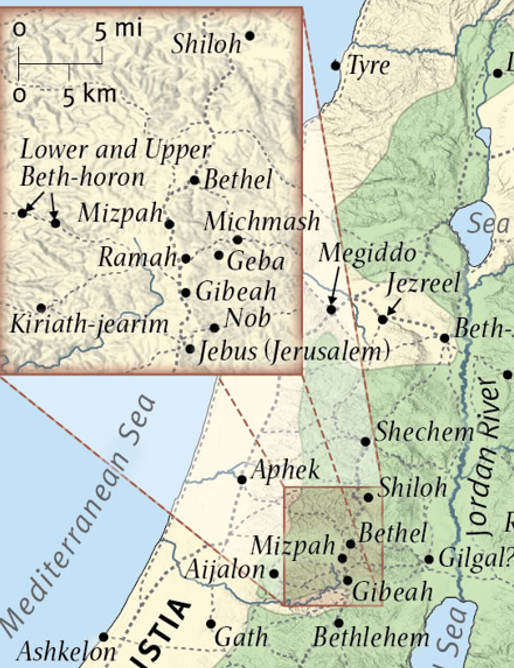 0 5 mi
0 5 km
Shiloh
Tyre
Lower and Upper
Beth-horon
Bethel
Mizpah
Michmash
Ramah
Geba
Gibeah
Kiriath-jearim
Nob
Jebus (Jerusalem)
Sea
Megiddo
Jezreel
Beth-
Mediterranean Sea
Shechem
Jordan River
Aphek
Shiloh
Bethel
Mizpah
Gilgal?
Aijalon
Gibeah
ISTIA
Gath
Bethlehem
Sea
Ashkelon